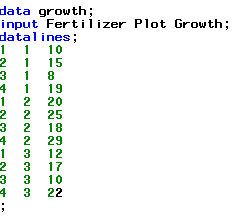 data growth;
input Fertilizer Plot Growth;
datalines;
1 1 10
2 1 15
3 1 8
4 1 19
1 2 20
2 2 25
3 2 18
4 2 29
1 3 12
2 3 17
3 3 10
4 3 22
;